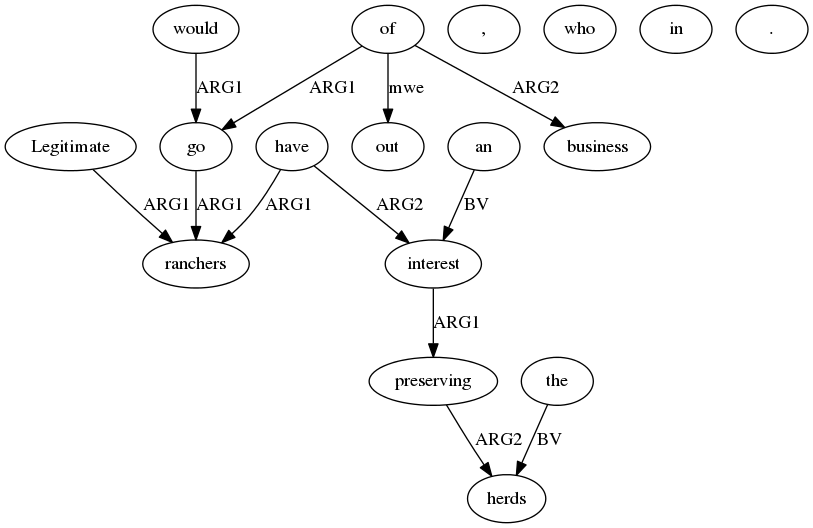 would of , who in .
ARG1 ARG1 mwe ARG2
Legitimate go have out an business
ARG1 ARG1 ARG1 ARG2 BV
ranchers interest
ARG1
preserving the
ARG2 BV
herds